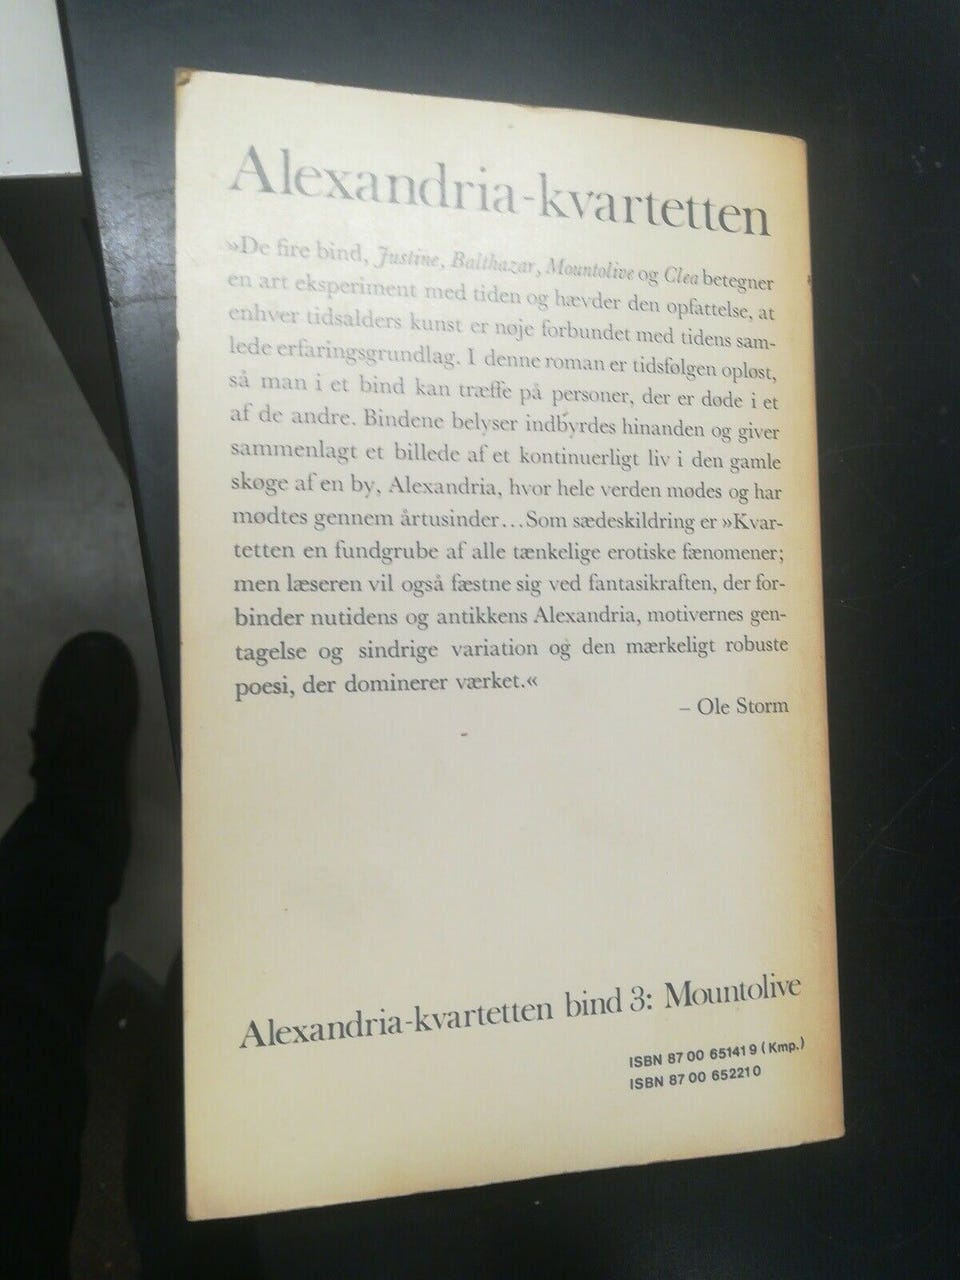 Alexandria-kvartetten
»De fire bind, Justine, Balthazar, Mountolive og Clea betegner
en art eksperiment med tiden og hævder den opfattelse, at
enhver tidsalders kunst er nøje forbundet med tidens sam-
lede erfaringsgrundlag. I denne roman er tidsfølgen opløst,
så man i et bind kan træffe på personer, der er døde i et
af de andre. Bindene belyser indbyrdes hinanden og giver
sammenlagt et billede af et kontinuerligt liv i den gamle
skøge af en by, Alexandria, hvor hele verden mødes og har
mødtes gennem årtusinder...Som sædeskildring er »Kvar-
tetten en fundgrube af alle tænkelige erotiske fænomener;
men læseren vil også fæstne sig ved fantasikraften, der for-
binder nutidens og antikkens Alexandria, motivernes gen-
tagelse og sindrige variation og den mærkeligt robuste
poesi, der dominerer værket.«
– Ole Storm
Alexandria-kvartetten bind 3: Mountolive
ISBN 87 00 65141 9 (Kmp.)
ISBN 87 00 65221 0